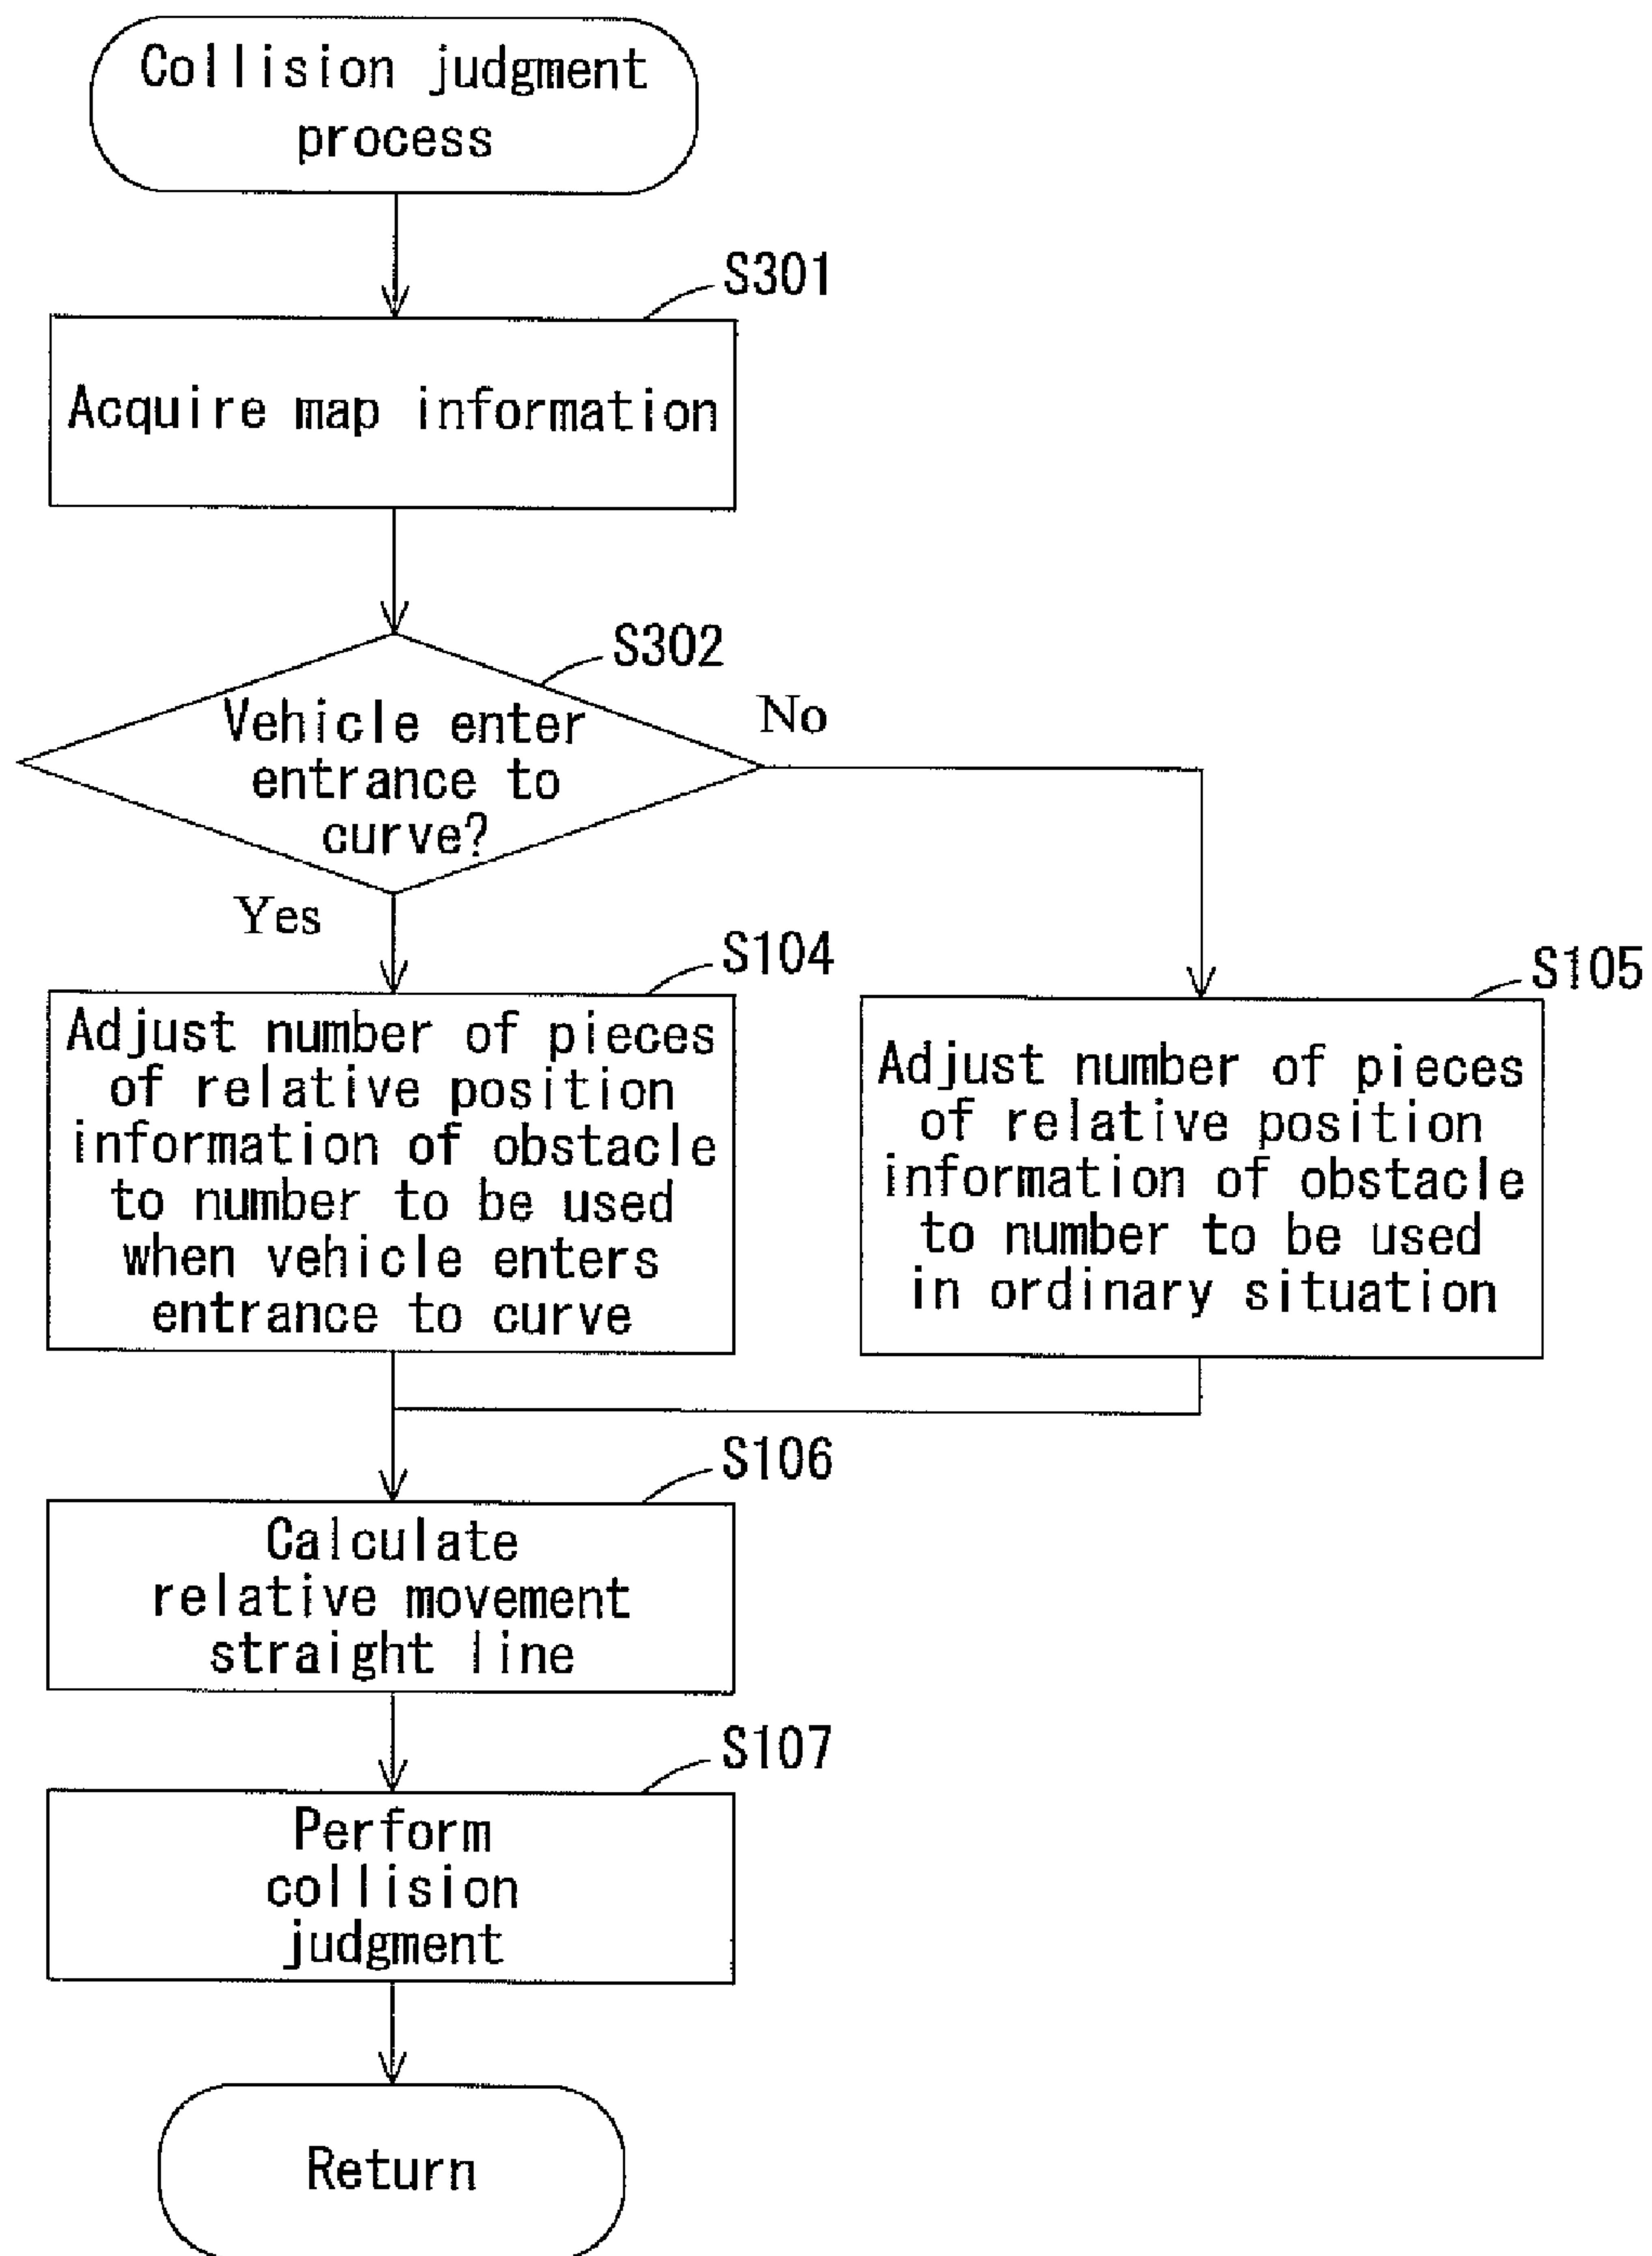 Collision judgment
process
S301
Acquire map information
S302
Vehicle enter
entrance to
curve?
No
Yes
S104
Adjust number of pieces
of relative position
information of obstacle
to number to be used
when vehicle enters
entrance to curve
S105
Adjust number of pieces
of relative position
information of obstacle
to number to be used
in ordinary situation
S106
Calculate
relative movement
straight line
S107
Perform
collision
judgment
Return